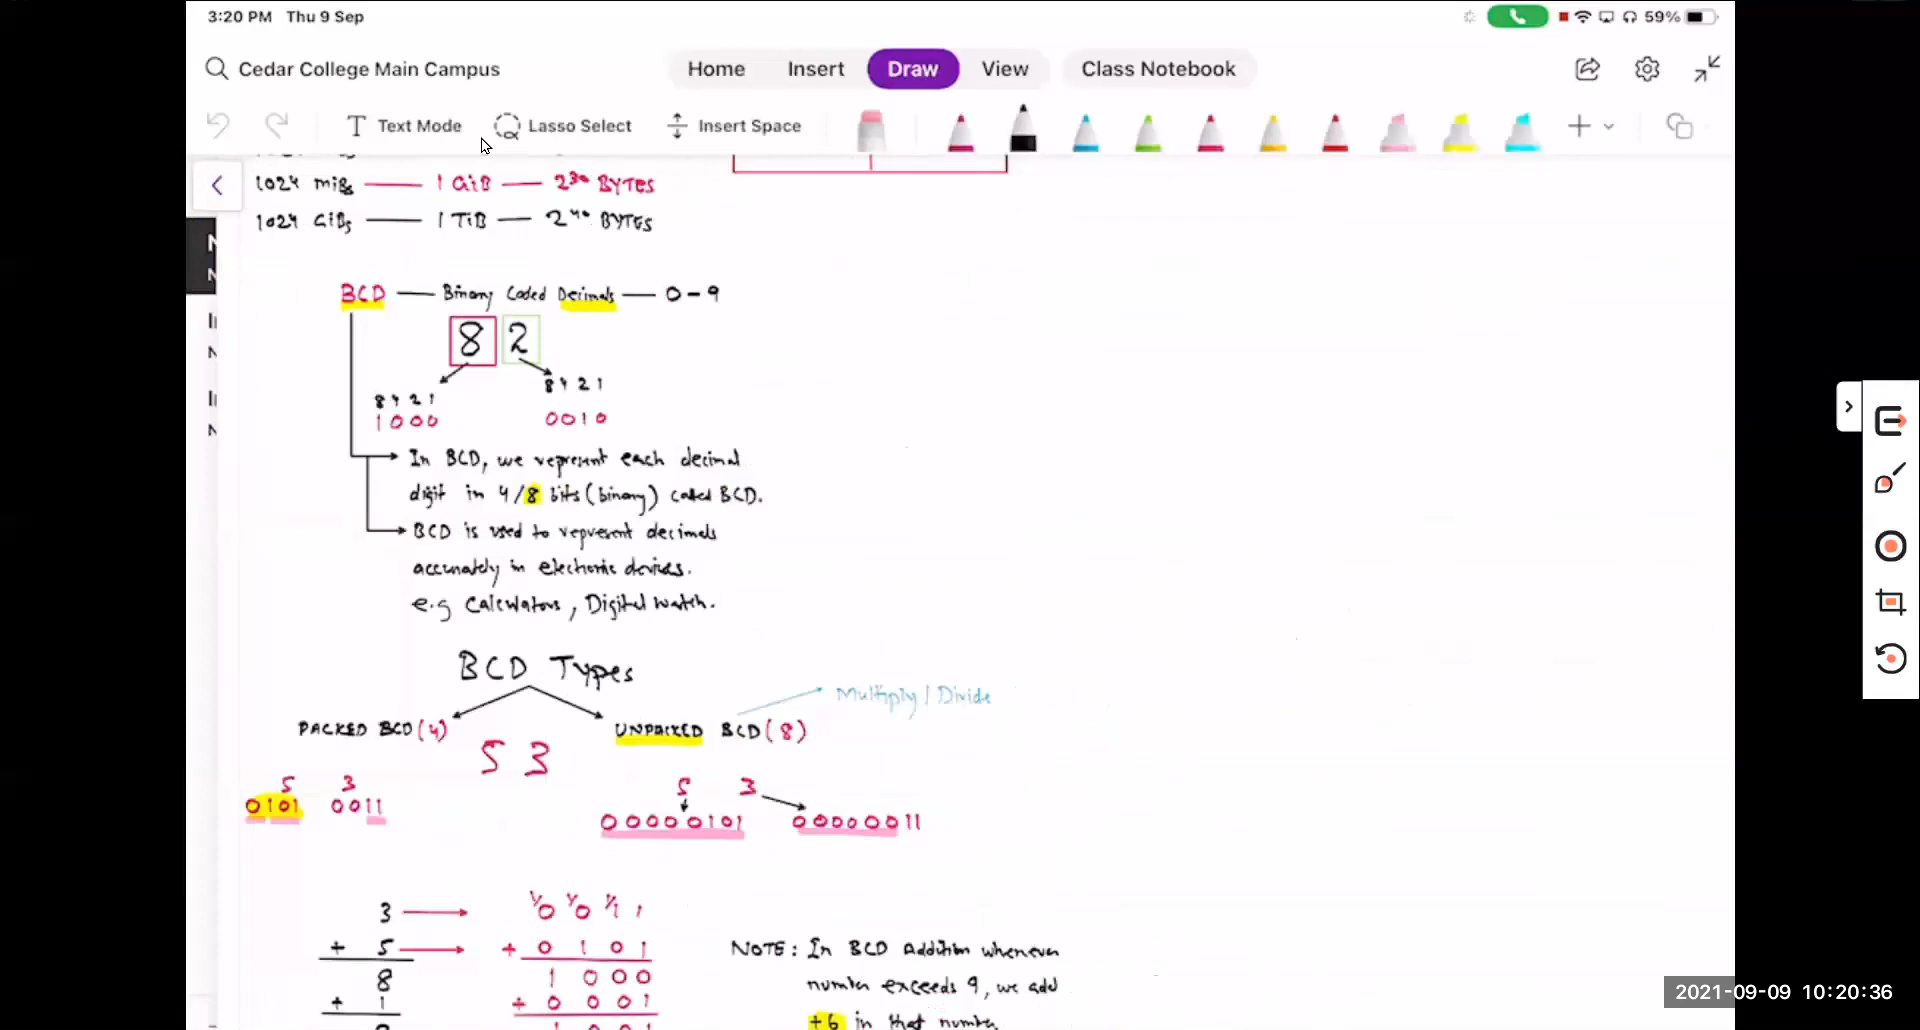 3:20 PM Thu 9 Sep
59%
Cedar College Main Campus
Home Insert Draw View Class Notebook
Text Mode Lasso Select Insert Space
1024 MiBs — 1 GiB — 2^30 BYTES
1024 GiBs — 1 TiB — 2^40 BYTES
BCD — Binary Coded Decimals — 0-9
8 2
8 4 2 1
8 4 2 1
1 0 0 0
0 0 1 0
In BCD, we represent each decimal
digit in 4/8 bits (binary) called BCD.
BCD is used to represent decimals
accurately in electronic devices.
e.g Calculators, Digital watch.
BCD Types
Multiply / Divide
PACKED BCD (4)
UNPACKED BCD (8)
5 3
5 3
0101 0011
5 3
00000101 00000011
3 →
+ 5 → + 0 1 0 1
8 1 0 0 0
+ 1 + 0 0 0 1
NOTE: In BCD Addition whenever
number exceeds 9, we add
+6 in that number
2021-09-09 10:20:36